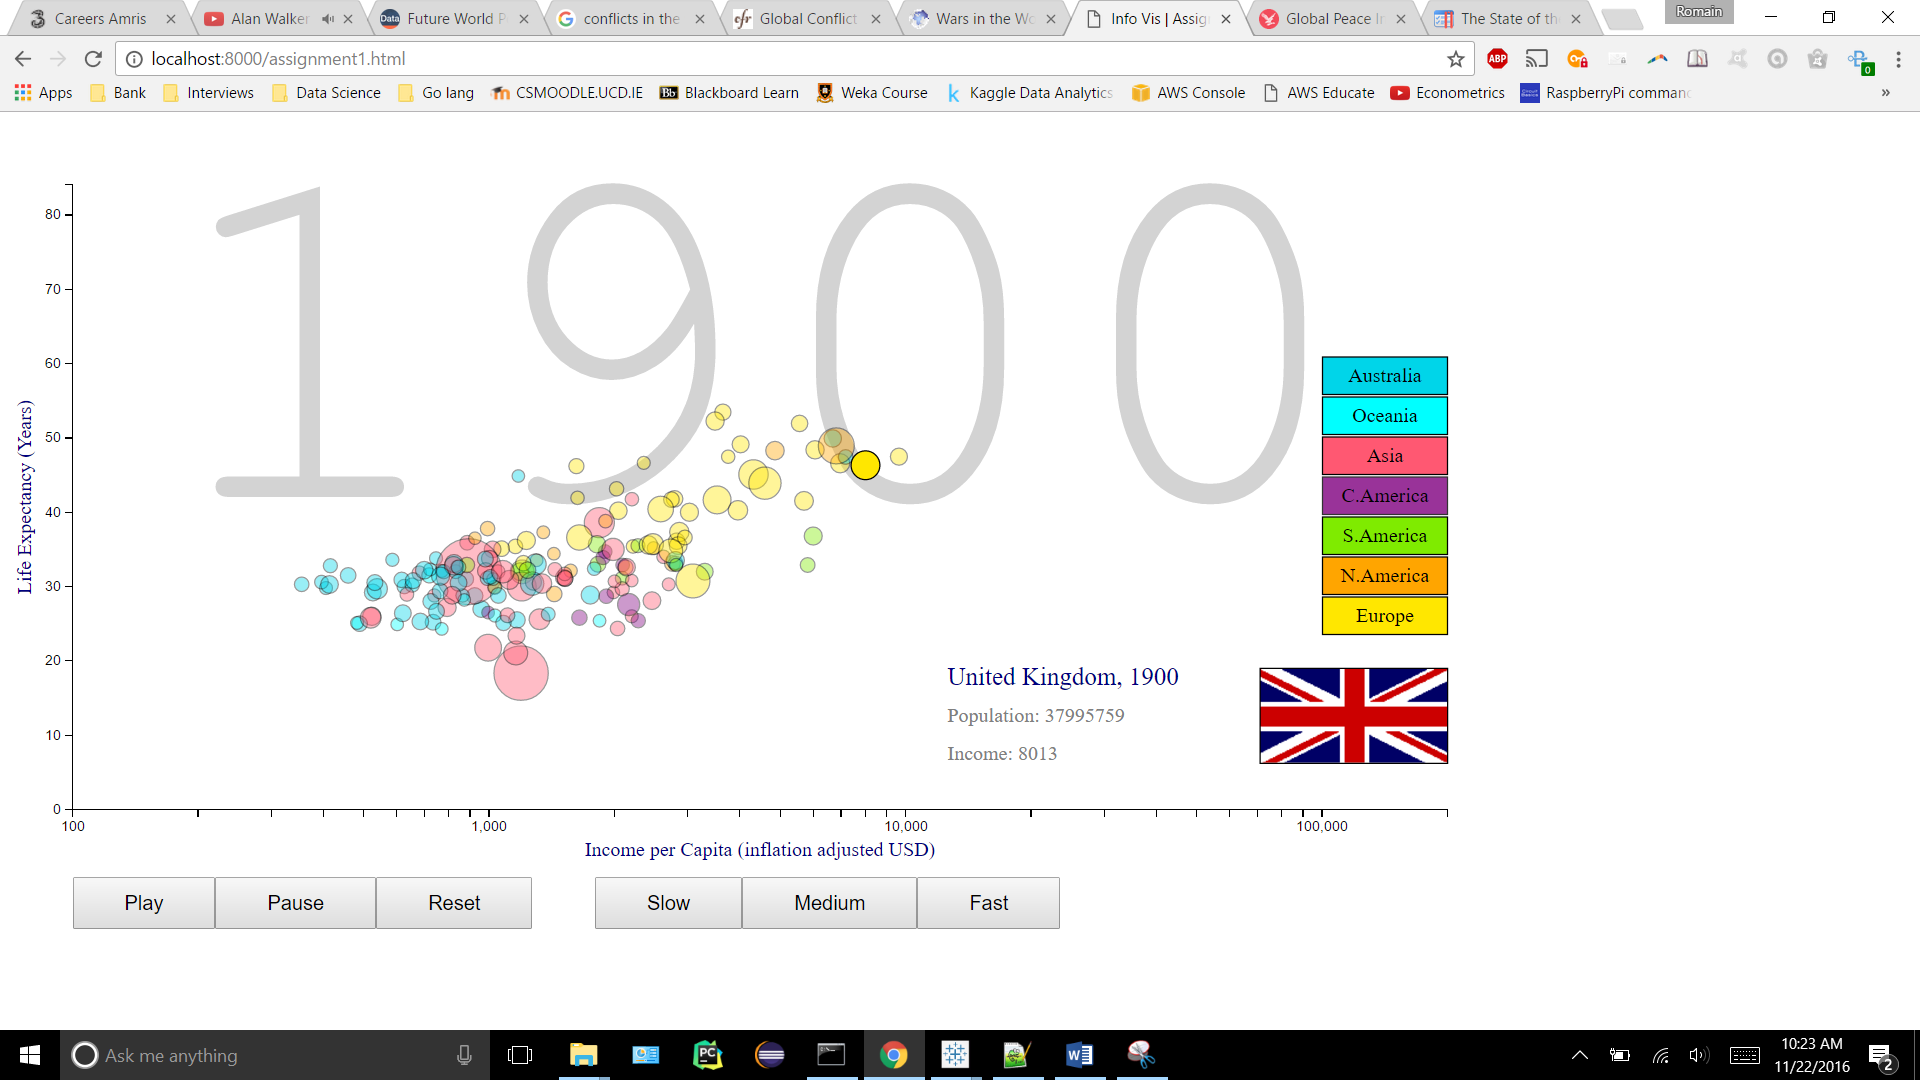 Romain
Careers Amris
Alan Walker
Future World P
conflicts in the
Global Conflict
Wars in the Wo
Info Vis | Assig
Global Peace In
The State of th
localhost:8000/assignment1.html
ABP
0
Apps
Bank
Interviews
Data Science
Go lang
CSMOODLE.UCD.IE
Blackboard Learn
Weka Course
Kaggle Data Analytics
AWS Console
AWS Educate
Econometrics
RaspberryPi comman
»
1900
80
70
60
50
40
30
20
10
0
Life Expectancy (Years)
Australia
Oceania
Asia
C.America
S.America
N.America
Europe
United Kingdom, 1900
Population: 37995759
Income: 8013
100
1,000
10,000
100,000
Income per Capita (inflation adjusted USD)
Play
Pause
Reset
Slow
Medium
Fast
Ask me anything
10:23 AM
11/22/2016
2